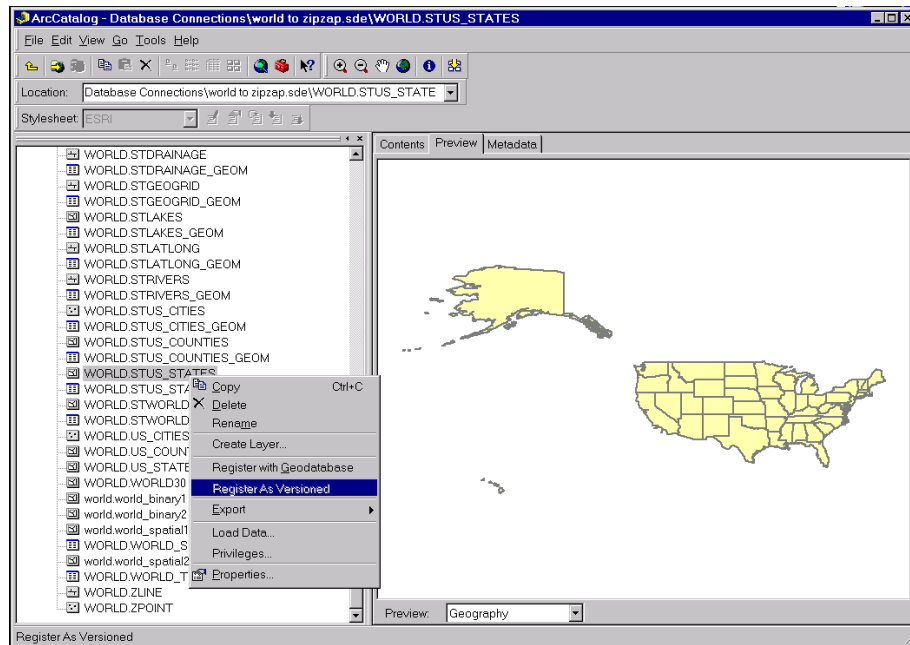 ArcCatalog - Database Connections\world to zipzap.sde\WORLD.STUS_STATES
File Edit View Go Tools Help
Location: Database Connections\world to zipzap.sde\WORLD.STUS_STATE
Stylesheet: ESRI
WORLD.STDRAINAGE
WORLD.STDRAINAGE_GEOM
WORLD.STGEOGRID
WORLD.STGEOGRID_GEOM
WORLD.STLAKES
WORLD.STLAKES_GEOM
WORLD.STLATLONG
WORLD.STLATLONG_GEOM
WORLD.STRIVERS
WORLD.STRIVERS_GEOM
WORLD.STUS_CITIES
WORLD.STUS_CITIES_GEOM
WORLD.STUS_COUNTIES
WORLD.STUS_COUNTIES_GEOM
WORLD.STUS_STATES
WORLD.STUS_STA
WORLD.STWORLD
WORLD.STWORLD
WORLD.US_CITIES
WORLD.US_COUN
WORLD.US_STATE
WORLD.WORLD30
world.world_binary1
world.world_binary2
world.world_spatial1
WORLD.WORLD_S
world.world_spatial2
WORLD.WORLD_T
WORLD.ZLINE
WORLD.ZPOINT
Copy Ctrl+C
Delete
Rename
Create Layer...
Register with Geodatabase
Register As Versioned
Export
Load Data...
Privileges...
Properties...
Contents Preview Metadata
Preview: Geography
Register As Versioned